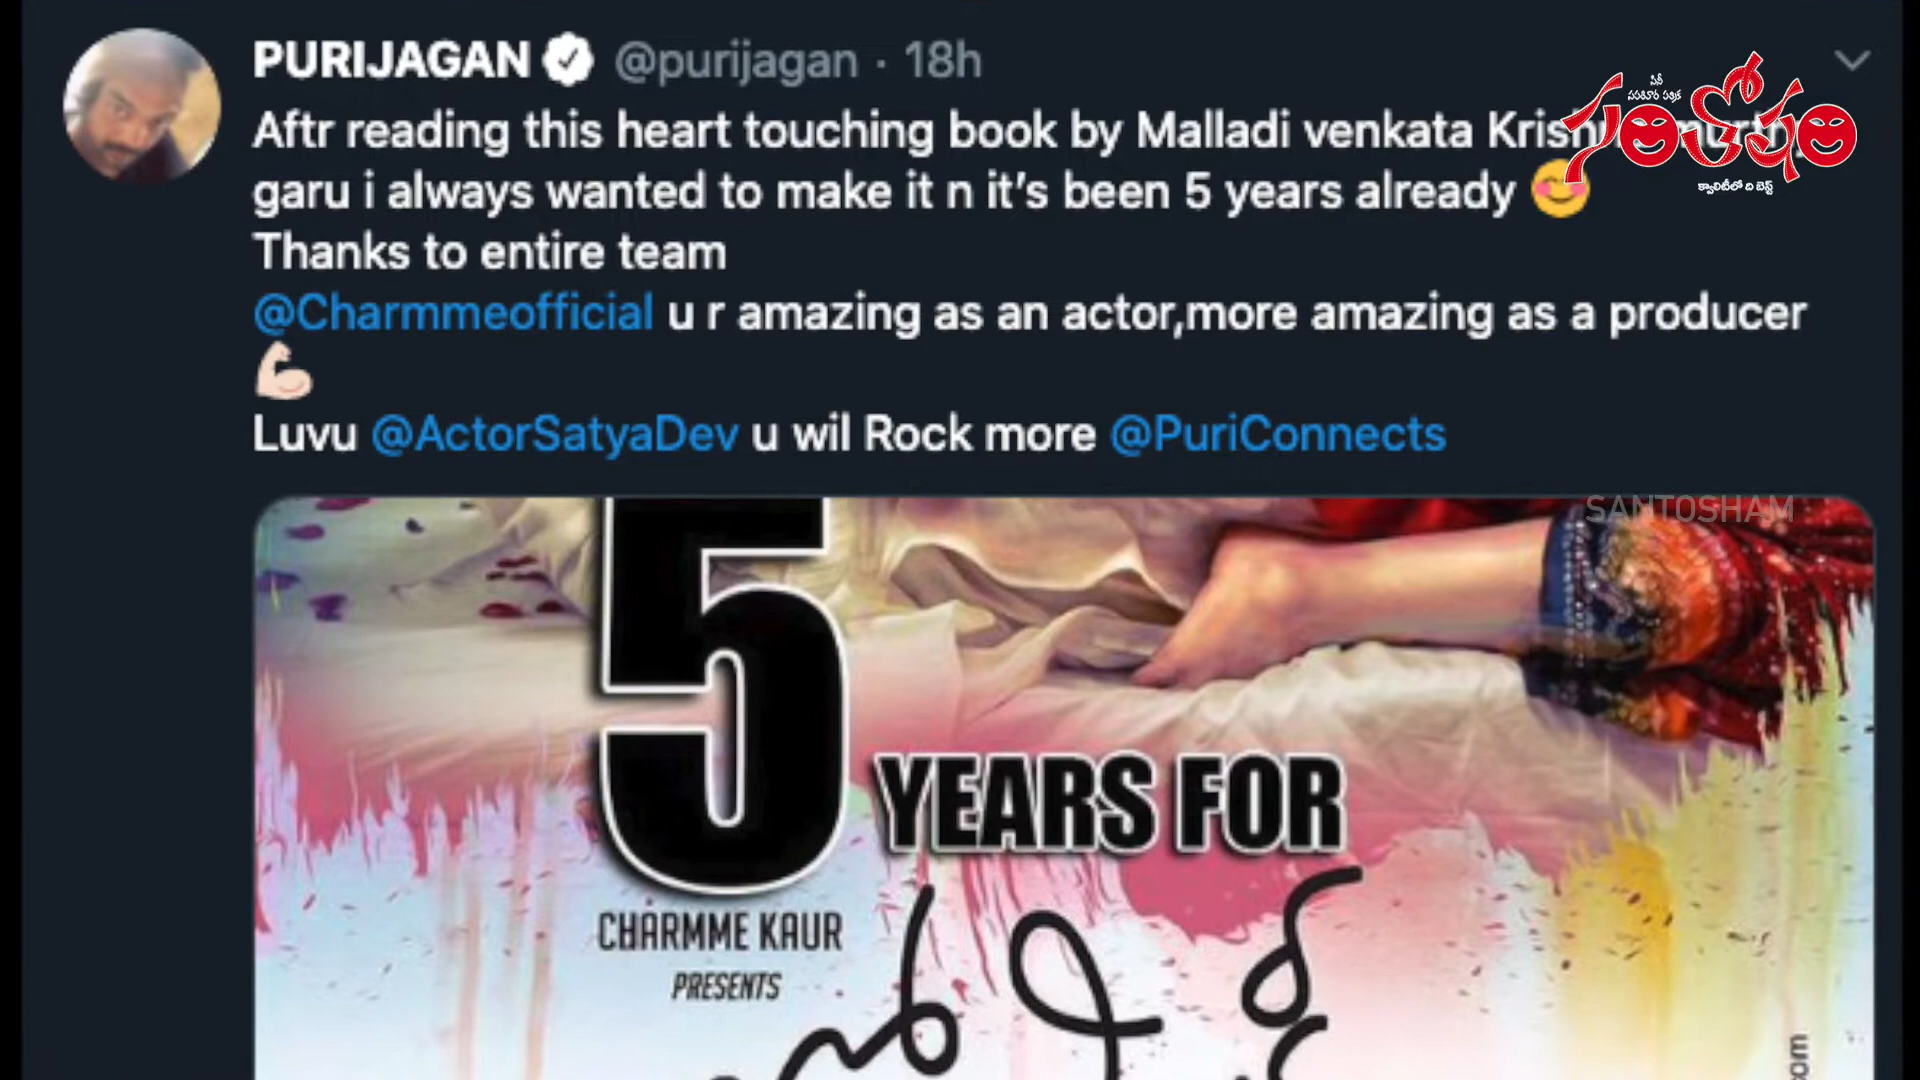 PURIJAGAN @purijagan · 18h
Aftr reading this heart touching book by Malladi venkata
garu i always wanted to make it n it's been 5 years already 😊
Thanks to entire team
@Charmmeofficial u r amazing as an actor,more amazing as a producer
💪🏻
Luvu @ActorSatyaDev u wil Rock more @PuriConnects
సినీ
సంతోషం
క్వాలిటీలో ది బెస్ట్
SANTOSHAM
5 YEARS FOR
CHARMME KAUR
PRESENTS